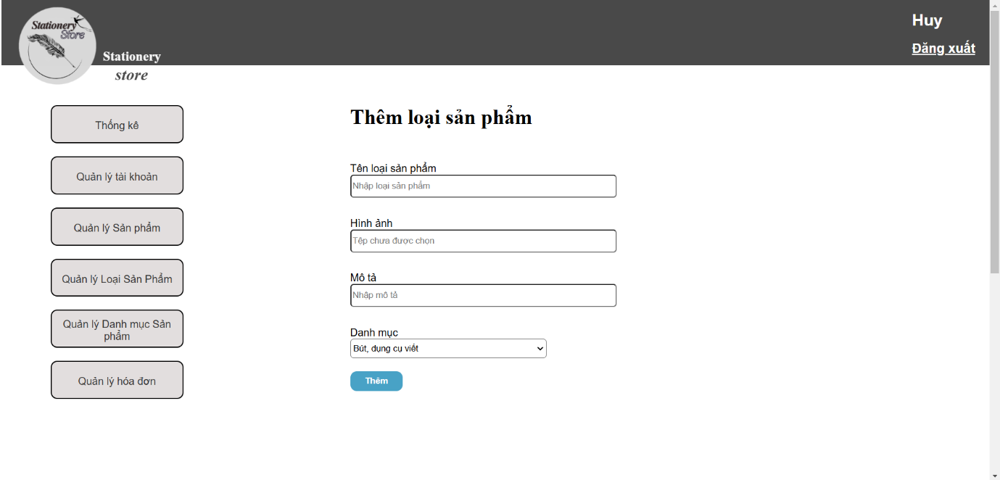 Stationery
Store
Stationery
store
Huy
Đăng xuất
Thống kê
Quản lý tài khoản
Quản lý Sản phẩm
Quản lý Loại Sản Phẩm
Quản lý Danh mục Sản
phẩm
Quản lý hóa đơn
Thêm loại sản phẩm
Tên loại sản phẩm
Nhập loại sản phẩm
Hình ảnh
Tệp chưa được chọn
Mô tả
Nhập mô tả
Danh mục
Bút, dụng cụ viết
Thêm